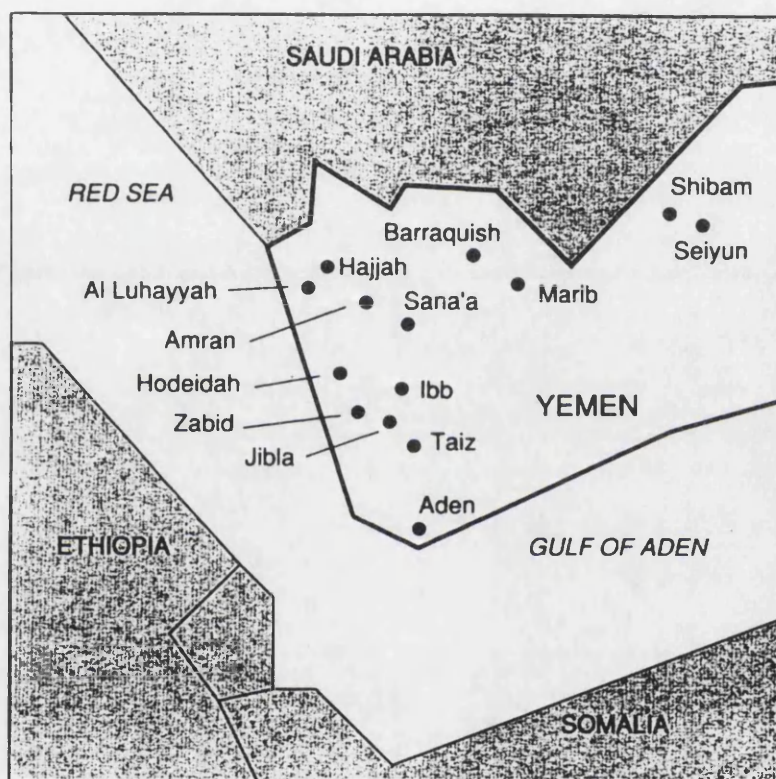 SAUDI ARABIA
RED SEA
Shibam
Barraquish
Seiyun
Hajjah
Al Luhayyah
Marib
Sana'a
Amran
Hodeidah
Ibb
YEMEN
Zabid
Jibla
Taiz
Aden
ETHIOPIA
GULF OF ADEN
SOMALIA